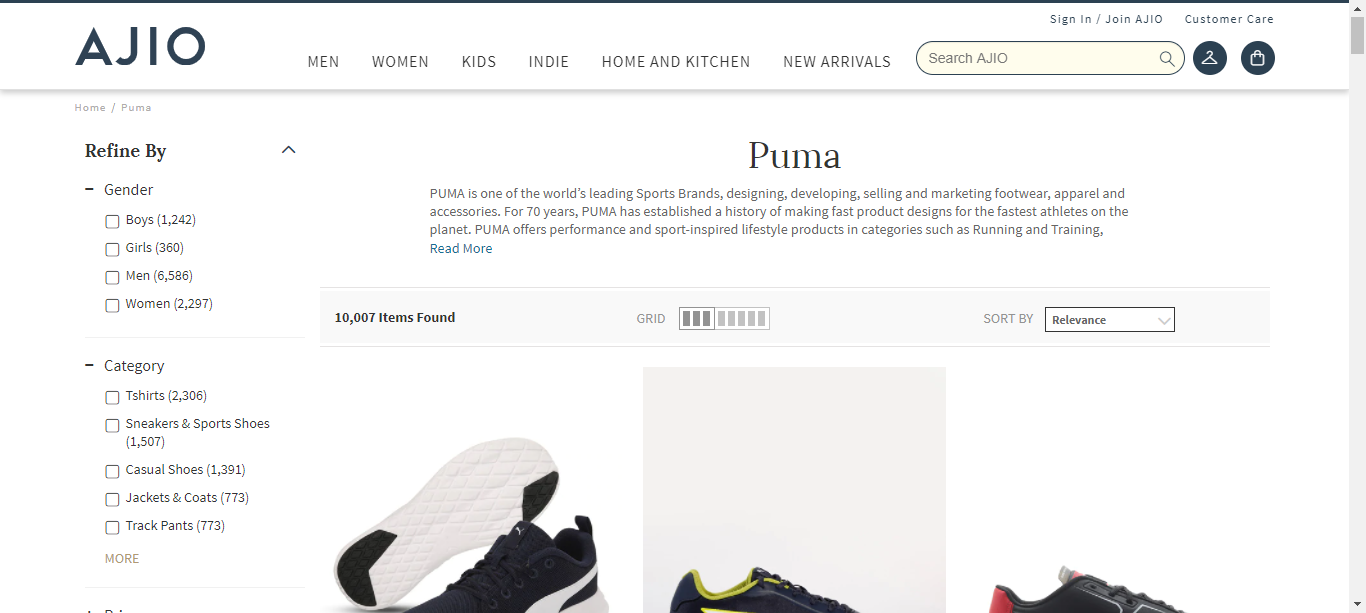 Sign In / Join AJIO
Customer Care
AJIO
MEN
WOMEN
KIDS
INDIE
HOME AND KITCHEN
NEW ARRIVALS
Search AJIO
Home / Puma
Refine By
Gender
Boys (1,242)
Girls (360)
Men (6,586)
Women (2,297)
Category
Tshirts (2,306)
Sneakers & Sports Shoes
(1,507)
Casual Shoes (1,391)
Jackets & Coats (773)
Track Pants (773)
MORE
Puma
PUMA is one of the world’s leading Sports Brands, designing, developing, selling and marketing footwear, apparel and
accessories. For 70 years, PUMA has established a history of making fast product designs for the fastest athletes on the
planet. PUMA offers performance and sport-inspired lifestyle products in categories such as Running and Training,
Read More
10,007 Items Found
GRID
SORT BY
Relevance